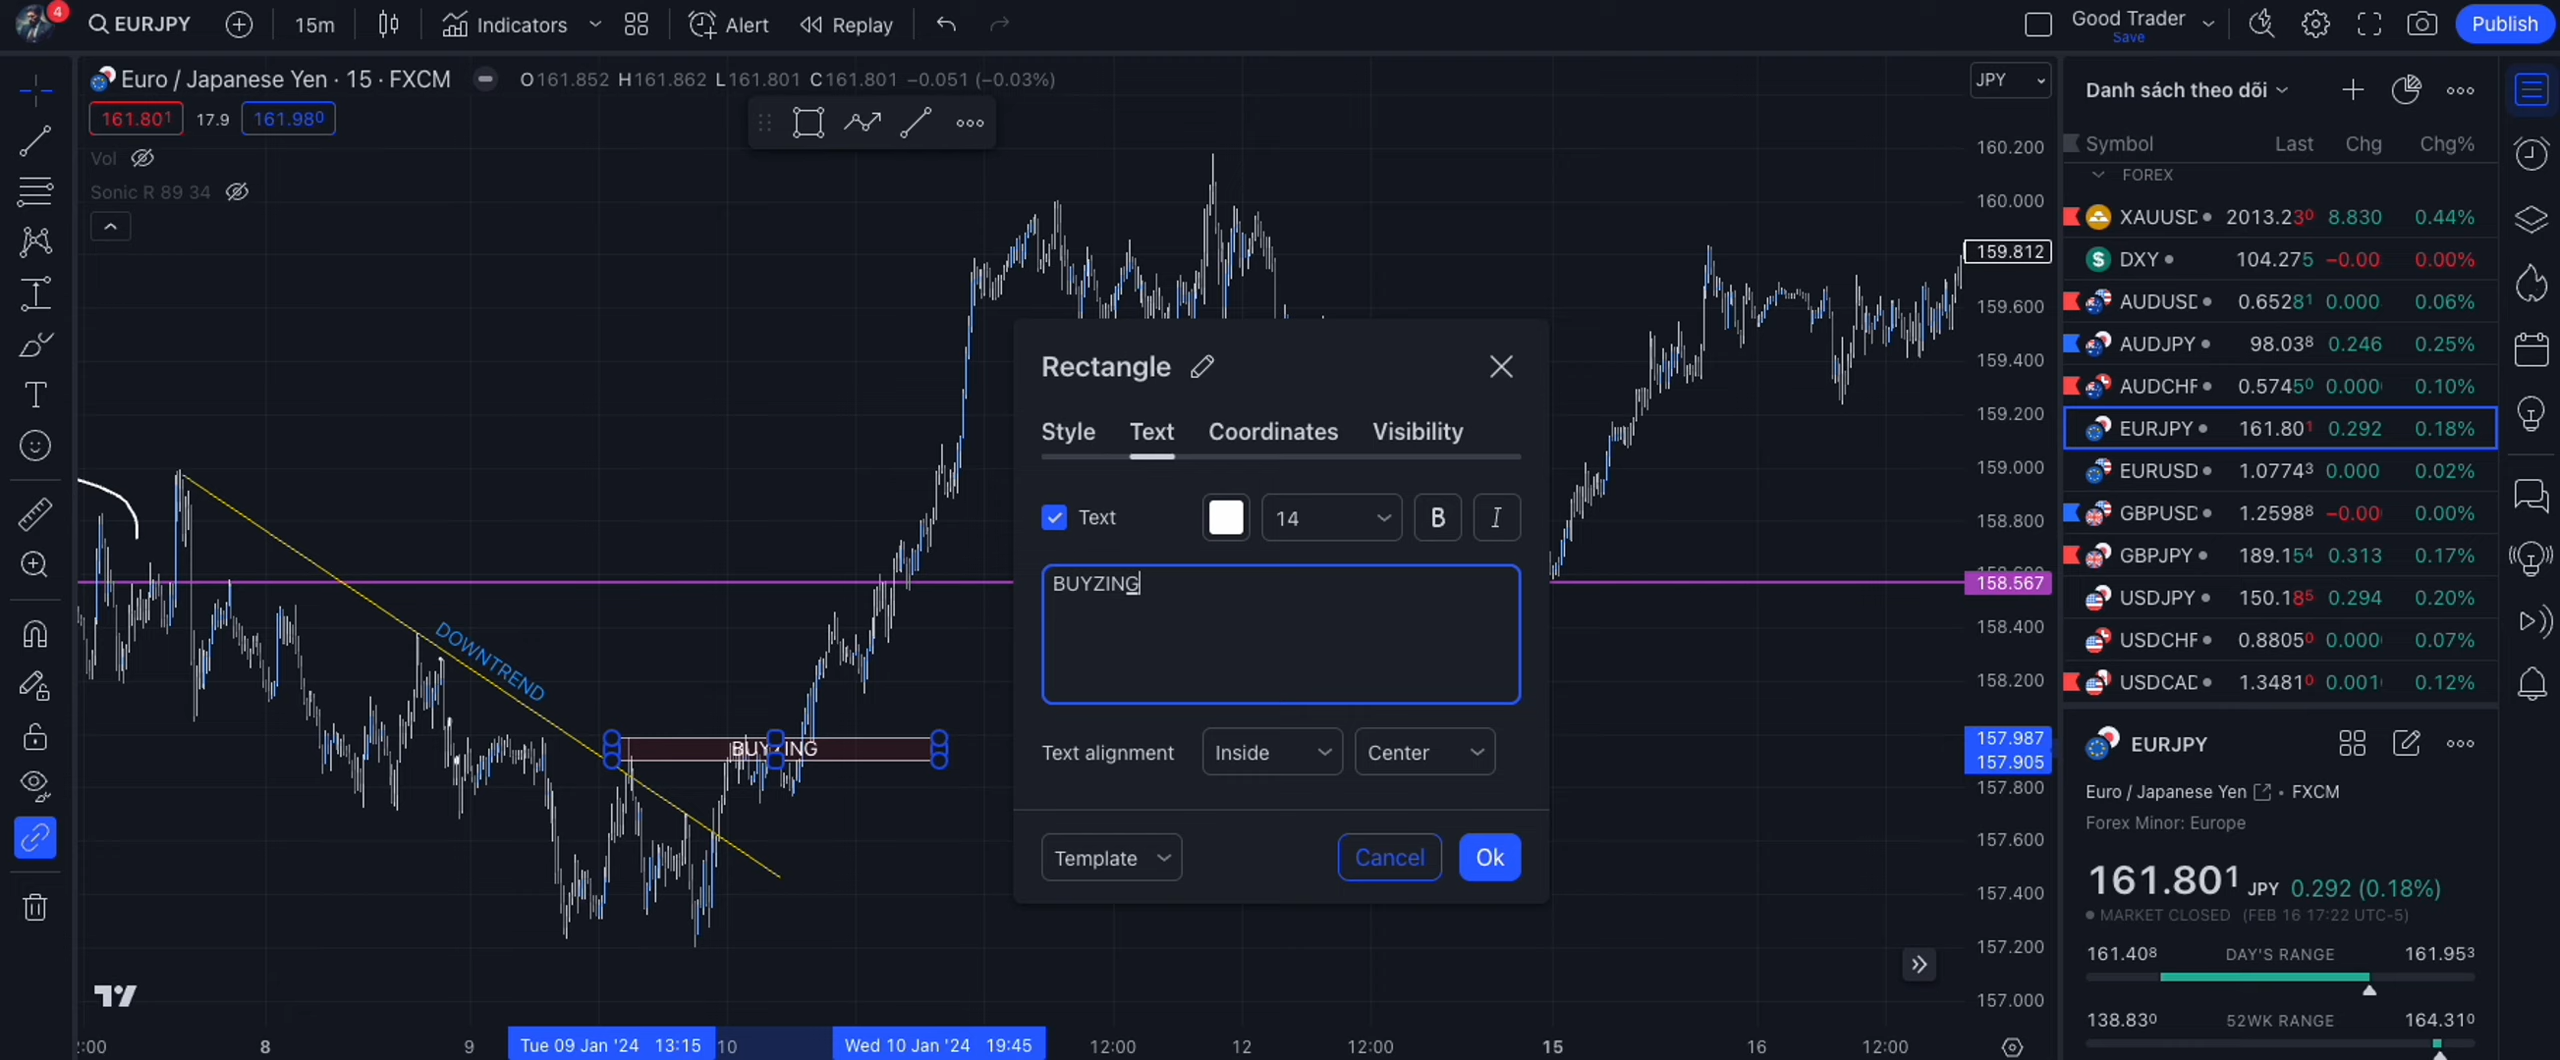 4
EURJPY
15m
Indicators
Alert
Replay
Good Trader
Save
Publish
Euro / Japanese Yen · 15 · FXCM
O161.852 H161.862 L161.801 C161.801 −0.051 (−0.03%)
161.801 17.9 161.980
Vol
Sonic R 89 34
JPY
160.200
160.000
159.812
159.600
159.400
159.200
159.000
158.800
158.567
158.400
158.200
157.987
157.905
157.800
157.600
157.400
157.200
157.000
DOWNTREND
BUYZING
Rectangle
Style Text Coordinates Visibility
Text
14
B
I
BUYZING
Text alignment
Inside
Center
Template
Cancel
Ok
:00
8
9
Tue 09 Jan '24 13:15
10
Wed 10 Jan '24 19:45
12:00
12
12:00
15
16
12:00
Danh sách theo dõi
Symbol Last Chg Chg%
FOREX
XAUUSD 2013.230 8.830 0.44%
DXY 104.275 −0.00 0.00%
AUDUSD 0.65281 0.000 0.06%
AUDJPY 98.038 0.246 0.25%
AUDCHF 0.57450 0.000 0.10%
EURJPY 161.801 0.292 0.18%
EURUSD 1.07743 0.000 0.02%
GBPUSD 1.25988 −0.00 0.00%
GBPJPY 189.154 0.313 0.17%
USDJPY 150.185 0.294 0.20%
USDCHF 0.88050 0.000 0.07%
USDCAD 1.34810 0.001 0.12%
EURJPY
Euro / Japanese Yen • FXCM
Forex Minor: Europe
161.801 JPY 0.292 (0.18%)
MARKET CLOSED (FEB 16 17:22 UTC-5)
161.408 DAY'S RANGE 161.953
138.830 52WK RANGE 164.310